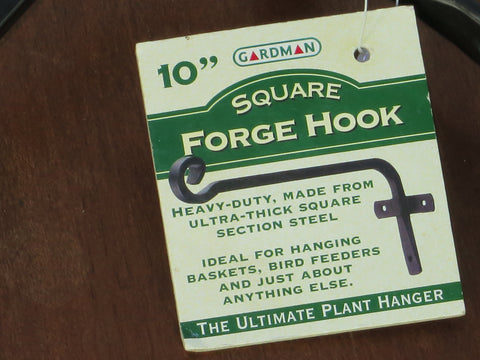 10”
GARDMAN
SQUARE
FORGE HOOK
HEAVY-DUTY, MADE FROM
ULTRA-THICK SQUARE
SECTION STEEL
IDEAL FOR HANGING
BASKETS, BIRD FEEDERS
AND JUST ABOUT
ANYTHING ELSE.
THE ULTIMATE PLANT HANGER